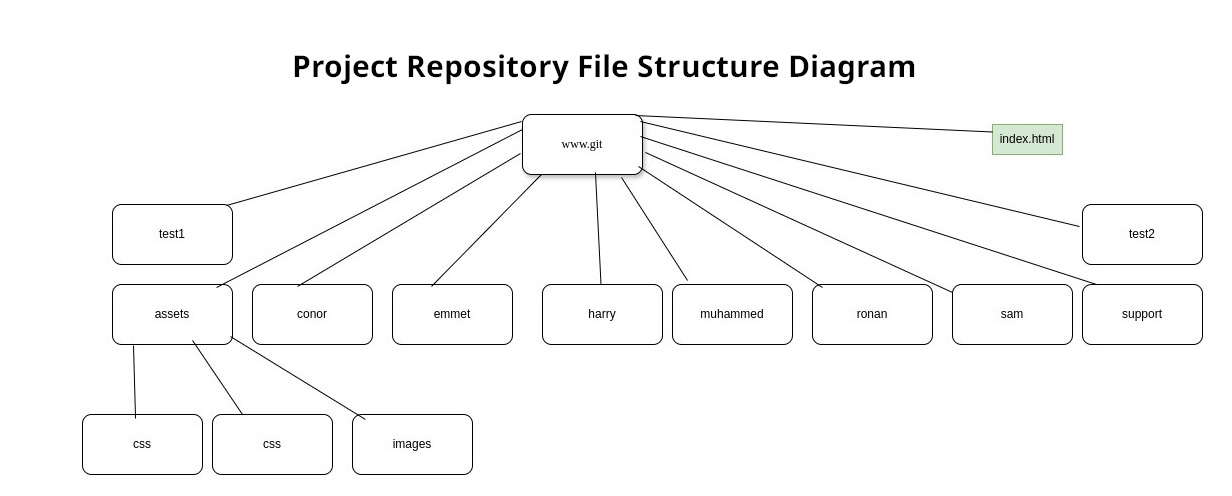 Project Repository File Structure Diagram
www.git
index.html
test1
test2
assets
conor
emmet
harry
muhammed
ronan
sam
support
css
css
images